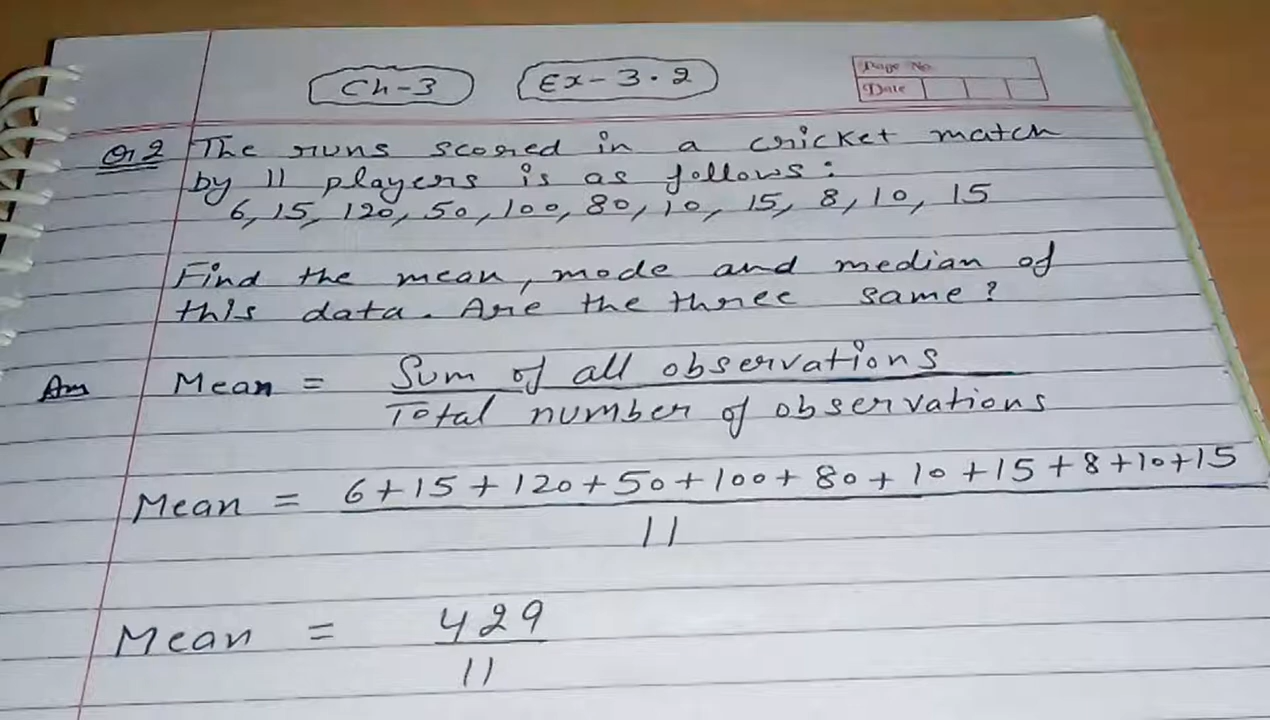 Ch-3 Ex-3.2
Page No.
Date
Q2 The runs scored in a cricket match
by 11 players is as follows:
6, 15, 120, 50, 100, 80, 10, 15, 8, 10, 15
Find the mean, mode and median of
this data. Are the three same?
Ans Mean = Sum of all observations
Total number of observations
Mean = 6+15+120+50+100+80+10+15+8+10+15
11
Mean = 429
11